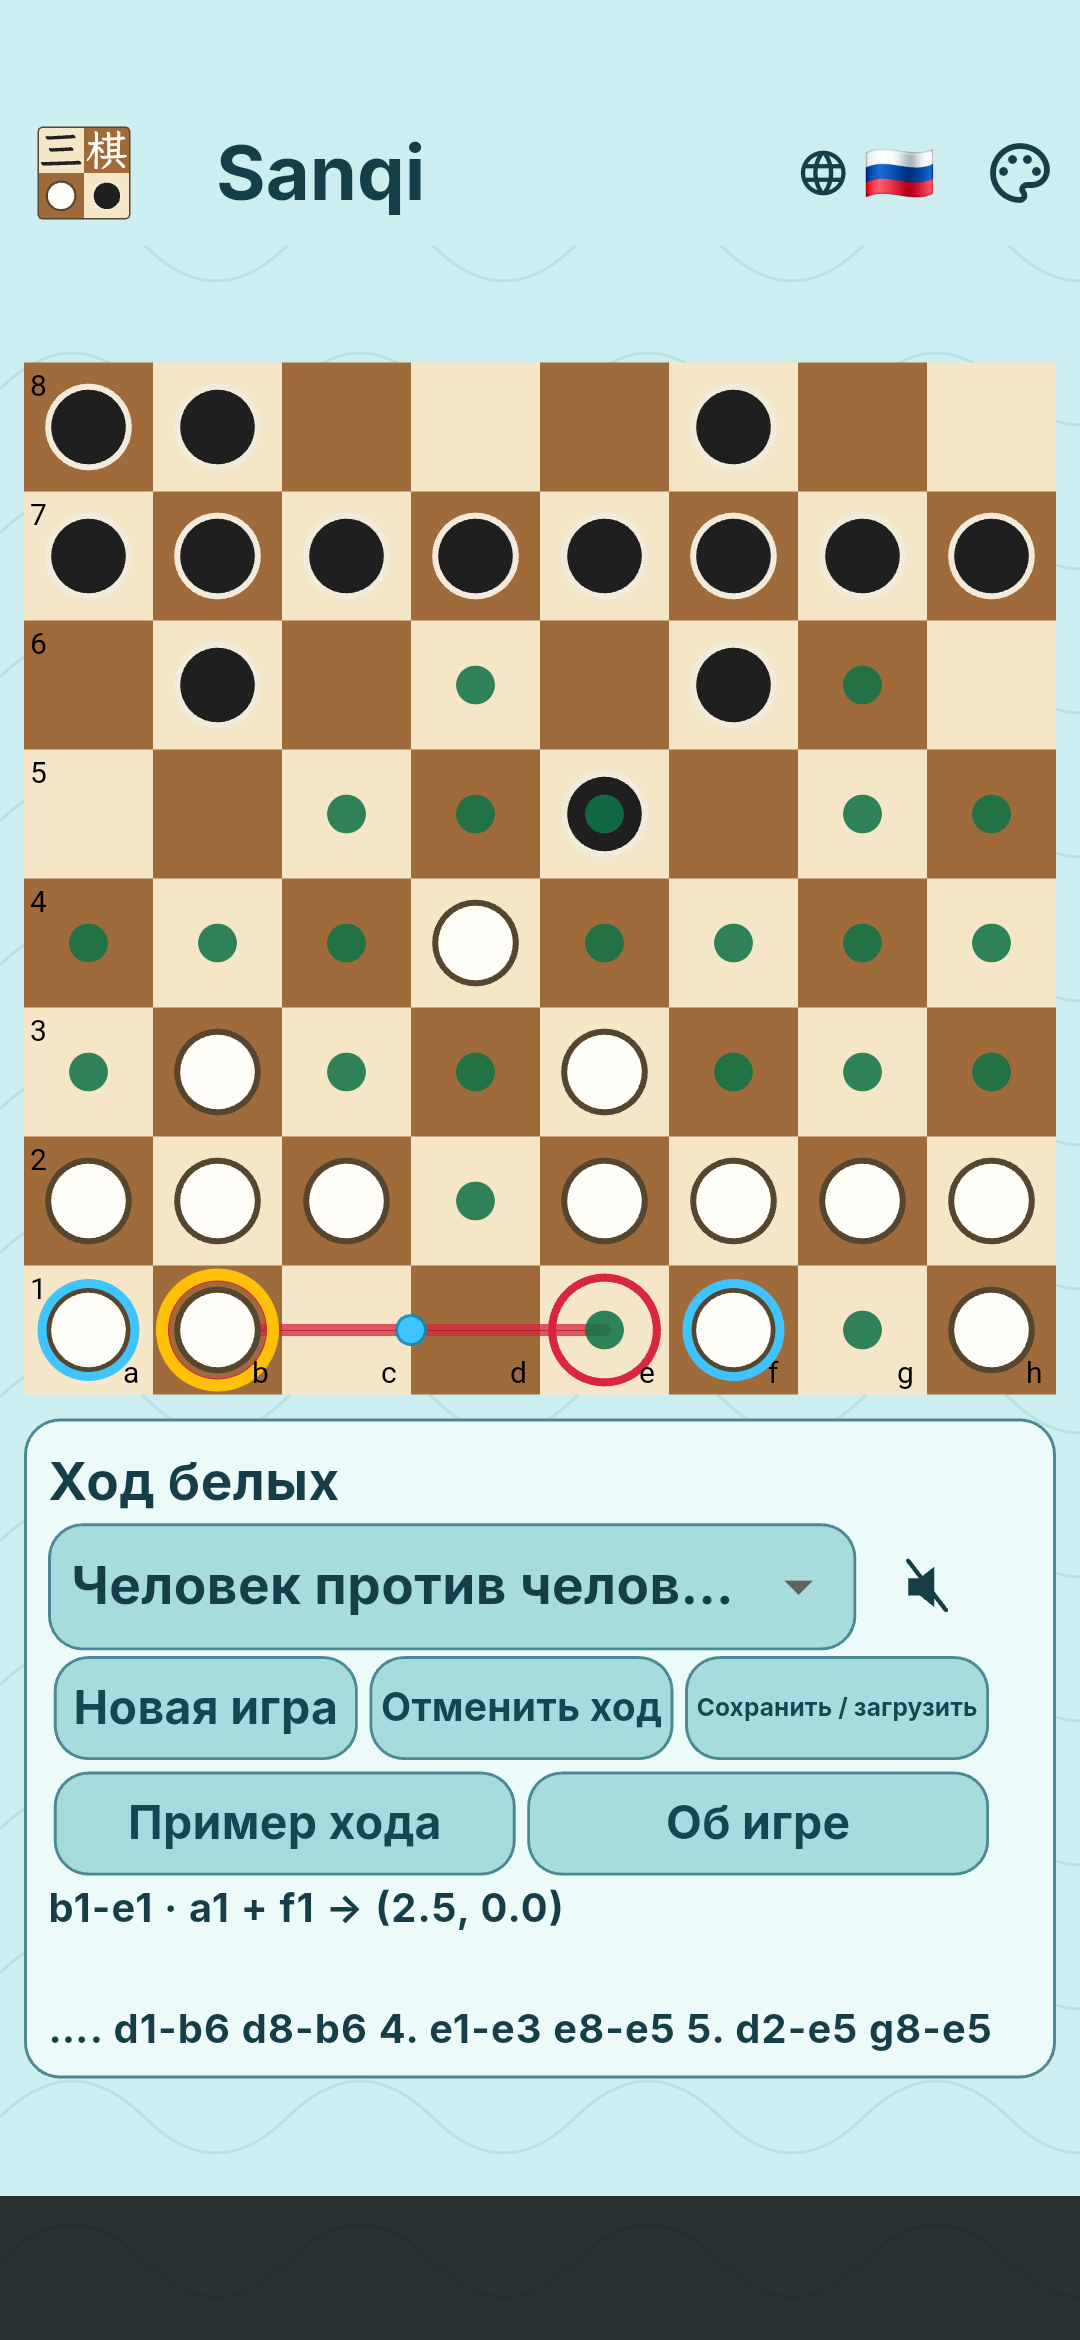 三棋
Sanqi
8
7
6
5
4
3
2
1
a b c d e f g h
Ход белых
Человек против челов...
Новая игра
Отменить ход
Сохранить / загрузить
Пример хода
Об игре
b1-e1 · a1 + f1 → (2.5, 0.0)
.... d1-b6 d8-b6 4. e1-e3 e8-e5 5. d2-e5 g8-e5